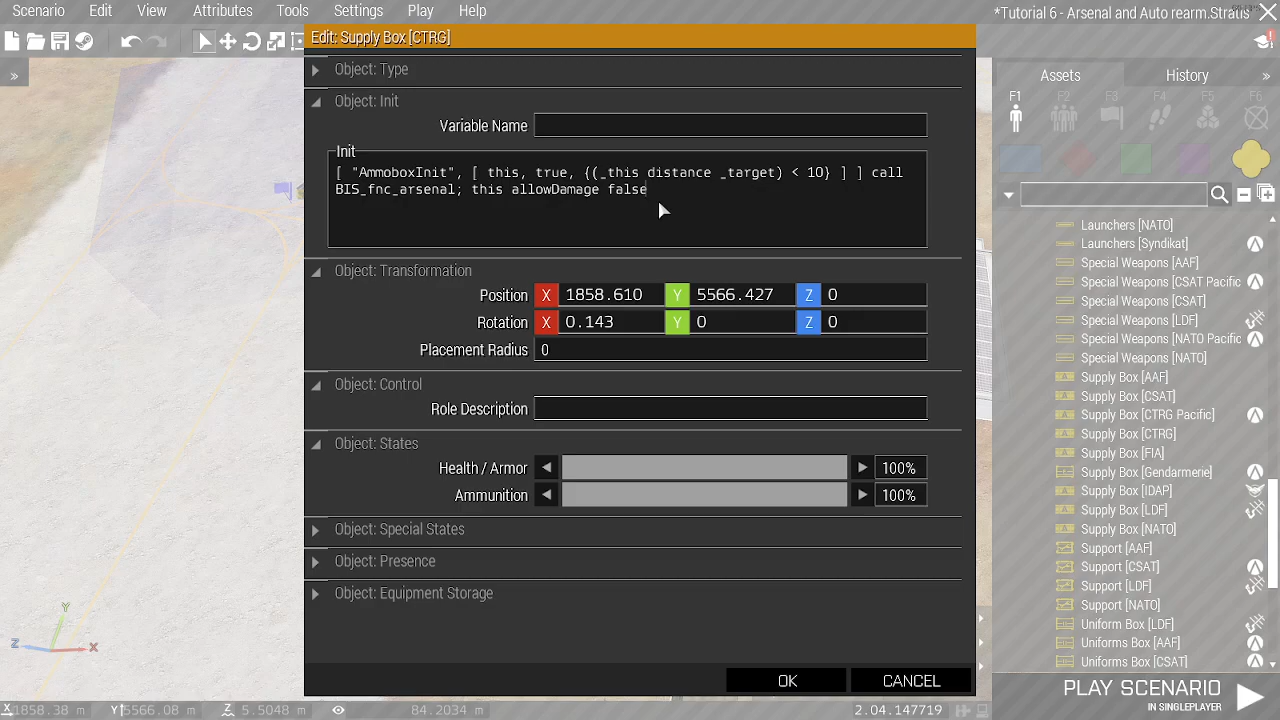 Scenario Edit View Attributes Tools Settings Play Help
*Tutorial 6 - Arsenal and Auto rearm.Stratis
Edit: Supply Box [CTRG]
Object: Type
Object: Init
Variable Name
Init
[ "AmmoboxInit", [ this, true, {(_this distance _target) < 10} ] ] call
BIS_fnc_arsenal; this allowDamage false
Object: Transformation
Position X 1858.610 Y 5566.427 Z 0
Rotation X 0.143 Y 0 Z 0
Placement Radius 0
Object: Control
Role Description
Object: States
Health / Armor 100%
Ammunition 100%
Object: Special States
Object: Presence
Object: Equipment Storage
OK CANCEL
Assets History
F1 F2 F3 F4 F5 F6
Launchers [NATO]
Launchers [Syndikat]
Special Weapons [AAF]
Special Weapons [CSAT Pacific
Special Weapons [CSAT]
Special Weapons [LDF]
Special Weapons [NATO Pacific
Special Weapons [NATO]
Supply Box [AAF]
Supply Box [CSAT]
Supply Box [CTRG Pacific]
Supply Box [CTRG]
Supply Box [FIA]
Supply Box [Gendarmerie]
Supply Box [IDAP]
Supply Box [LDF]
Supply Box [NATO]
Support [AAF]
Support [CSAT]
Support [LDF]
Support [NATO]
Uniform Box [LDF]
Uniforms Box [AAF]
Uniforms Box [CSAT]
PLAY SCENARIO
IN SINGLEPLAYER
Y
Z X
X 1858.38 m Y 5566.08 m Z 5.5048 m 84.2034 m 2.04.147719